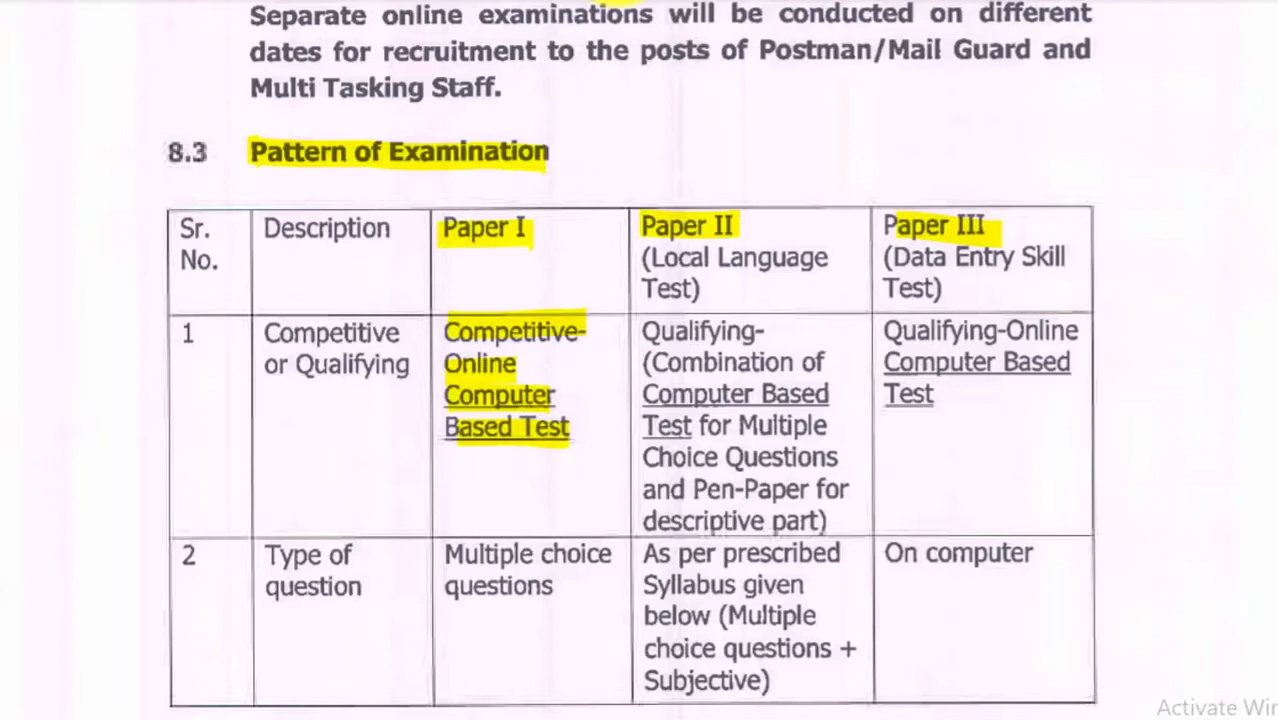 Separate online examinations will be conducted on different
dates for recruitment to the posts of Postman/Mail Guard and
Multi Tasking Staff.
8.3 Pattern of Examination
Sr.
No.
Description
Paper I
Paper II
(Local Language
Test)
Paper III
(Data Entry Skill
Test)
1
Competitive
or Qualifying
Competitive-
Online
Computer
Based Test
Qualifying-
(Combination of
Computer Based
Test for Multiple
Choice Questions
and Pen-Paper for
descriptive part)
Qualifying-Online
Computer Based
Test
2
Type of
question
Multiple choice
questions
As per prescribed
Syllabus given
below (Multiple
choice questions +
Subjective)
On computer
Activate